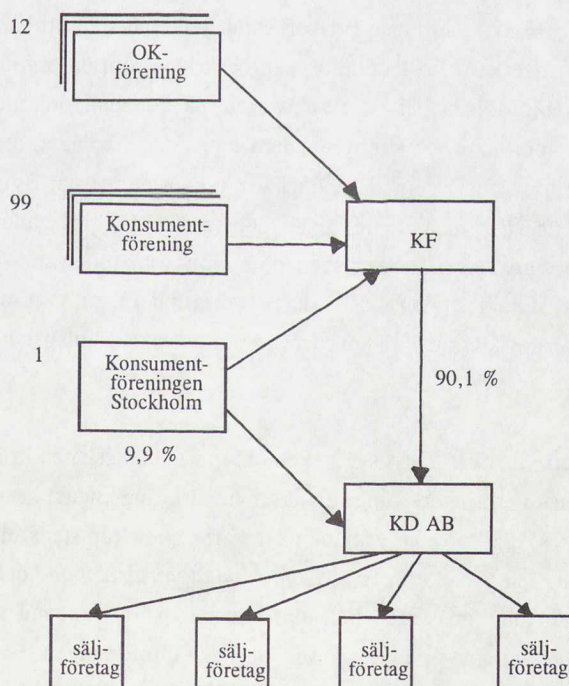 12
OK-
förening
99
Konsument-
förening
KF
1
Konsument-
föreningen
Stockholm
90,1 %
9,9 %
KD AB
sälj-
företag
sälj-
företag
sälj-
företag
sälj-
företag